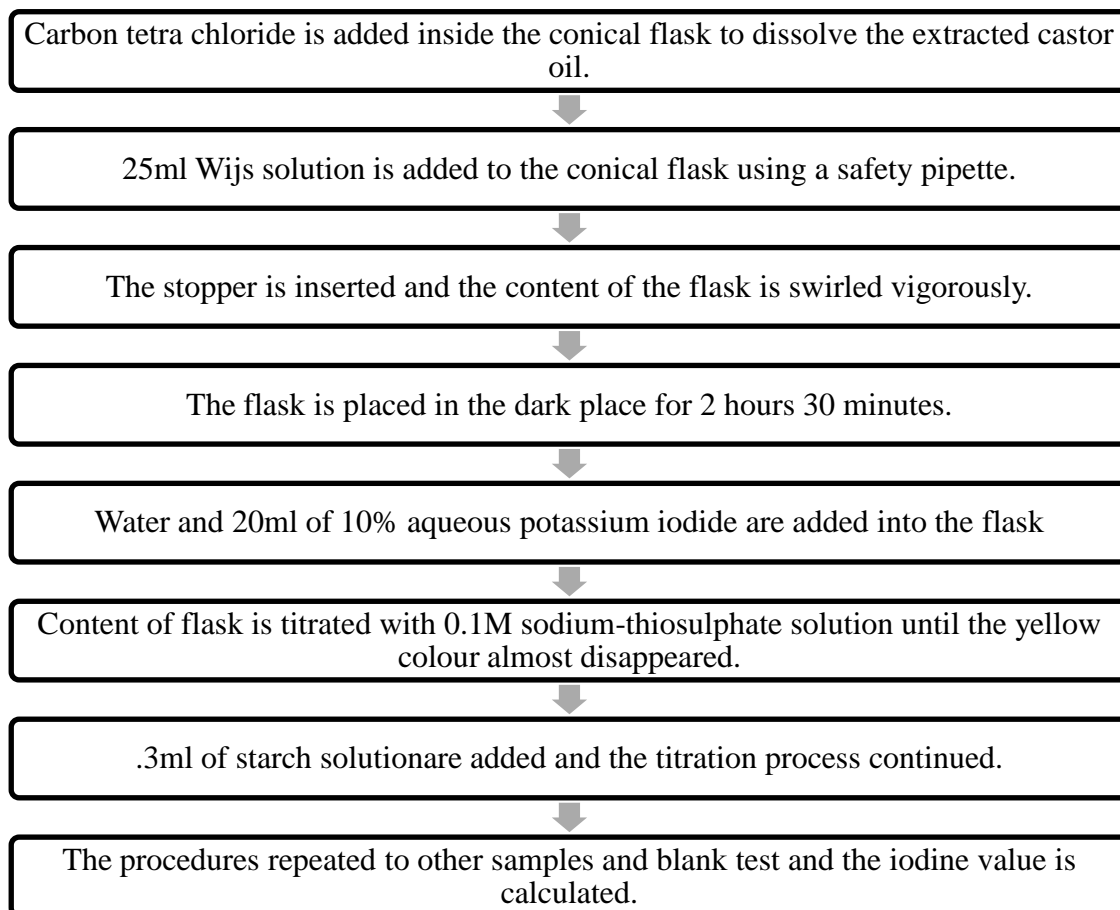 Carbon tetra chloride is added inside the conical flask to dissolve the extracted castor
oil.
25ml Wijs solution is added to the conical flask using a safety pipette.
The stopper is inserted and the content of the flask is swirled vigorously.
The flask is placed in the dark place for 2 hours 30 minutes.
Water and 20ml of 10% aqueous potassium iodide are added into the flask
Content of flask is titrated with 0.1M sodium-thiosulphate solution until the yellow
colour almost disappeared.
.3ml of starch solutionare added and the titration process continued.
The procedures repeated to other samples and blank test and the iodine value is
calculated.